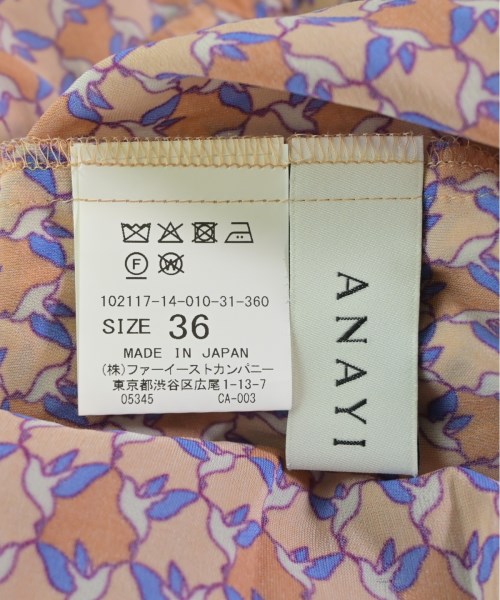 F
W
102117-14-010-31-360
SIZE 36
MADE IN JAPAN
(株)ファーイーストカンパニー
東京都渋谷区広尾1-13-7
05345 CA-003
ANAYI